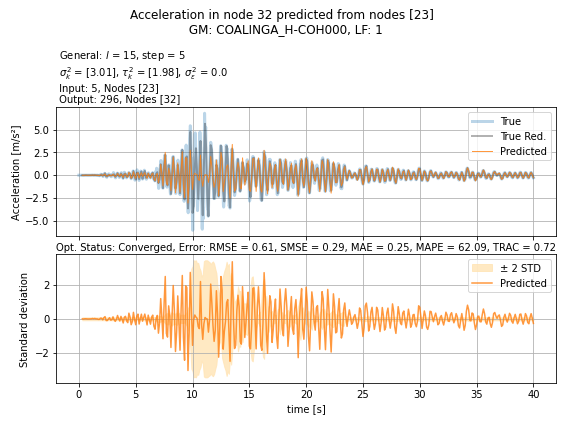 Acceleration in node 32 predicted from nodes [23]
GM: COALINGA_H-COH000, LF: 1
General: l = 15, step = 5
σ²ₖ = [3.01], τ²ₖ = [1.98], σ²ε = 0.0
Input: 5, Nodes [23]
Output: 296, Nodes [32]
Acceleration [m/s²]
5.0
2.5
0.0
−2.5
−5.0
True
True Red.
Predicted
Opt. Status: Converged, Error: RMSE = 0.61, SMSE = 0.29, MAE = 0.25, MAPE = 62.09, TRAC = 0.72
Standard deviation
2
0
−2
± 2 STD
Predicted
0 5 10 15 20 25 30 35 40
time [s]